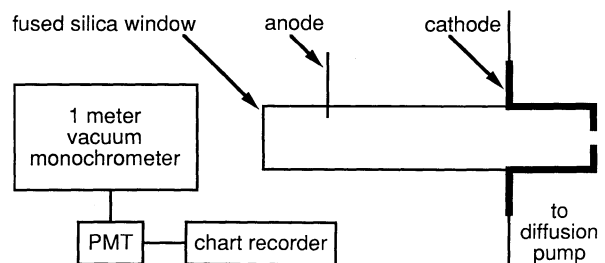 fused silica window
anode
cathode
1 meter
vacuum
monochrometer
PMT
chart recorder
to
diffusion
pump